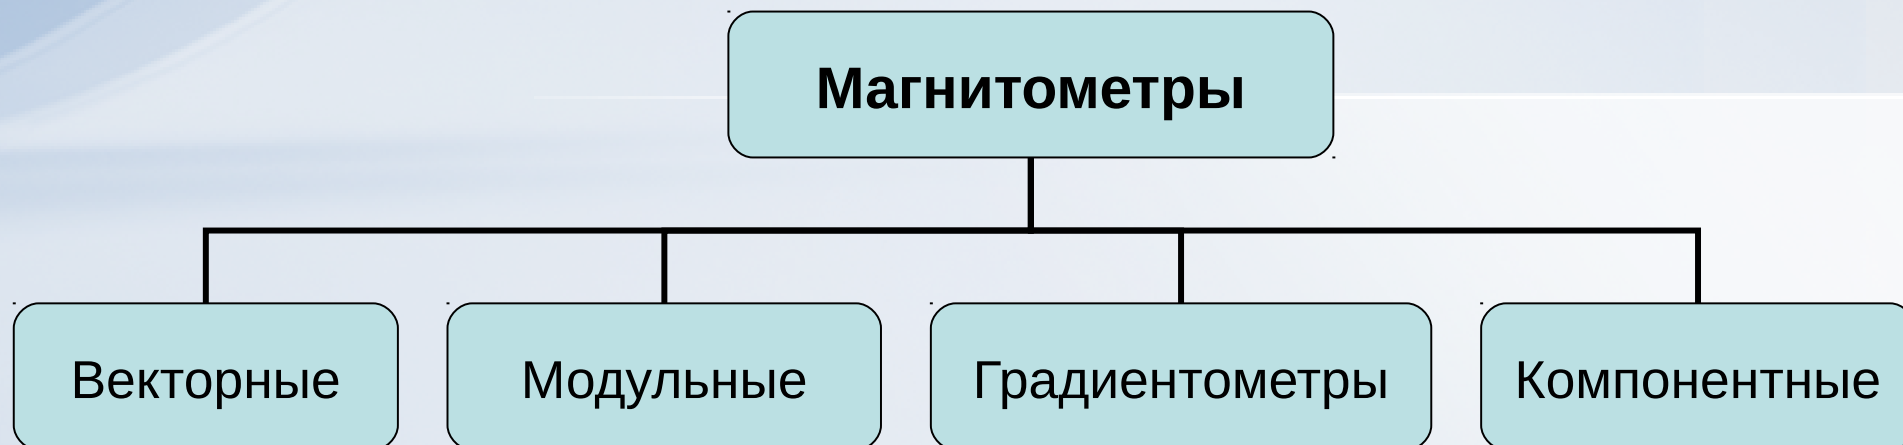 Магнитометры
Векторные
Модульные
Градиентометры
Компонентные